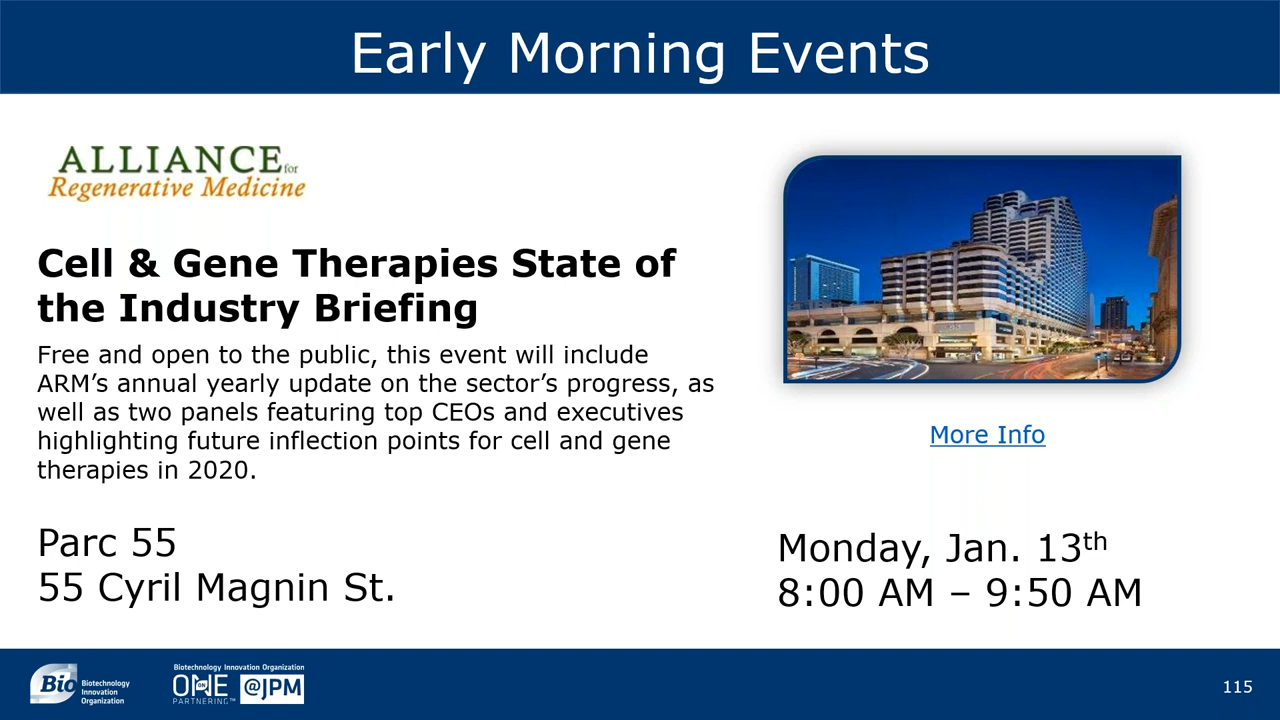 Early Morning Events
ALLIANCE for
Regenerative Medicine
Cell & Gene Therapies State of
the Industry Briefing
Free and open to the public, this event will include
ARM’s annual yearly update on the sector’s progress, as
well as two panels featuring top CEOs and executives
highlighting future inflection points for cell and gene
therapies in 2020.
More Info
Parc 55
55 Cyril Magnin St.
Monday, Jan. 13th
8:00 AM – 9:50 AM
Bio
Biotechnology
Innovation
Organization
Biotechnology Innovation Organization
ONE
ON
PARTNERING™
@JPM
115